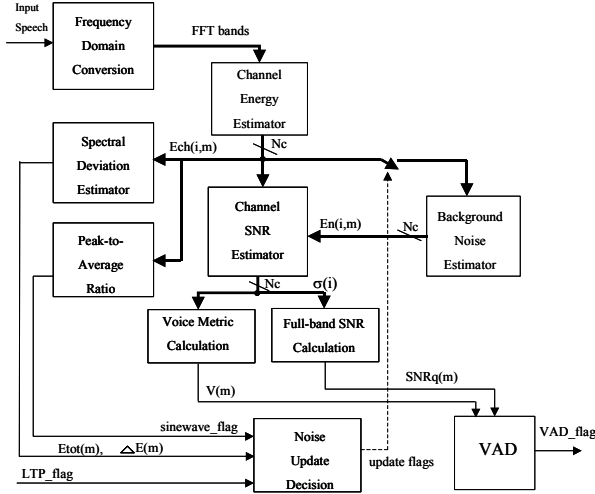 Input
Speech
Frequency
Domain
Conversion
FFT bands
Channel
Energy
Estimator
Nc
Ech(i,m)
Spectral
Deviation
Estimator
Channel
SNR
Estimator
En(i,m)
Nc
Background
Noise
Estimator
Peak-to-
Average
Ratio
Nc
σ(i)
Voice Metric
Calculation
Full-band SNR
Calculation
SNRq(m)
V(m)
sinewave_flag
Etot(m), △E(m)
LTP_flag
Noise
Update
Decision
update flags
VAD
VAD_flag